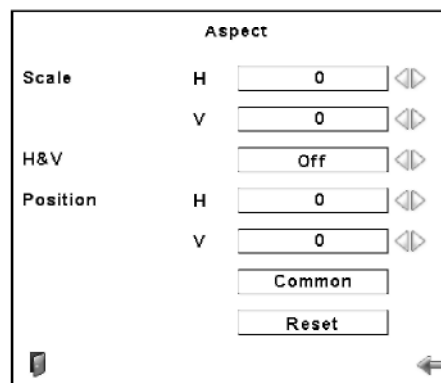 Aspect
Scale H 0
V 0
H&V Off
Position H 0
V 0
Common
Reset